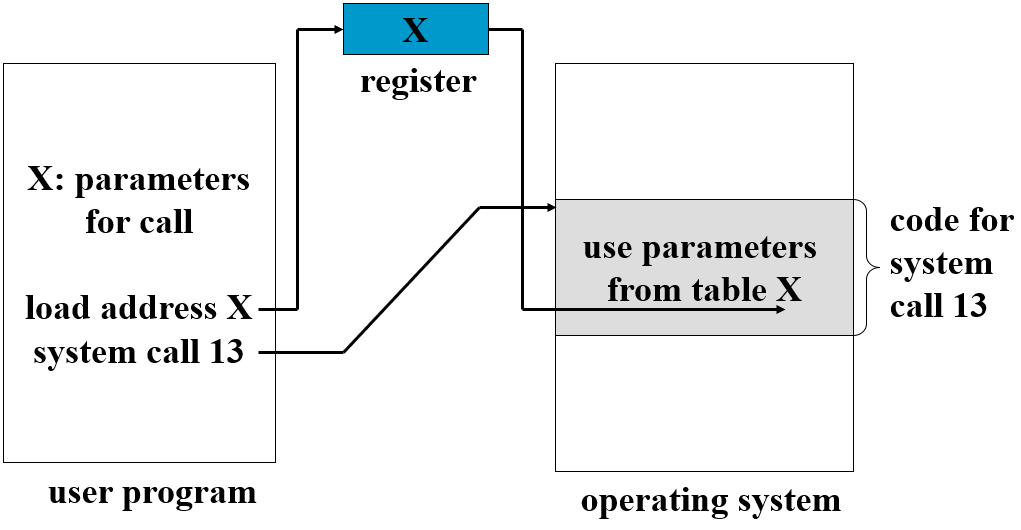 X
register
X: parameters
for call
load address X
system call 13
user program
use parameters
from table X
code for
system
call 13
operating system